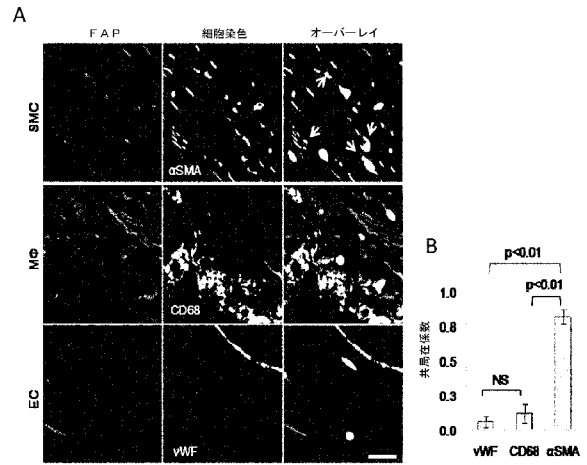 A
FAP 細胞染色 オーバーレイ
SMC
αSMA
MΦ
CD68
EC
vWF
B
p<0.01
p<0.01
NS
共局在係数
1.0
0.8
0.5
0.3
0.0
vWF CD68 αSMA